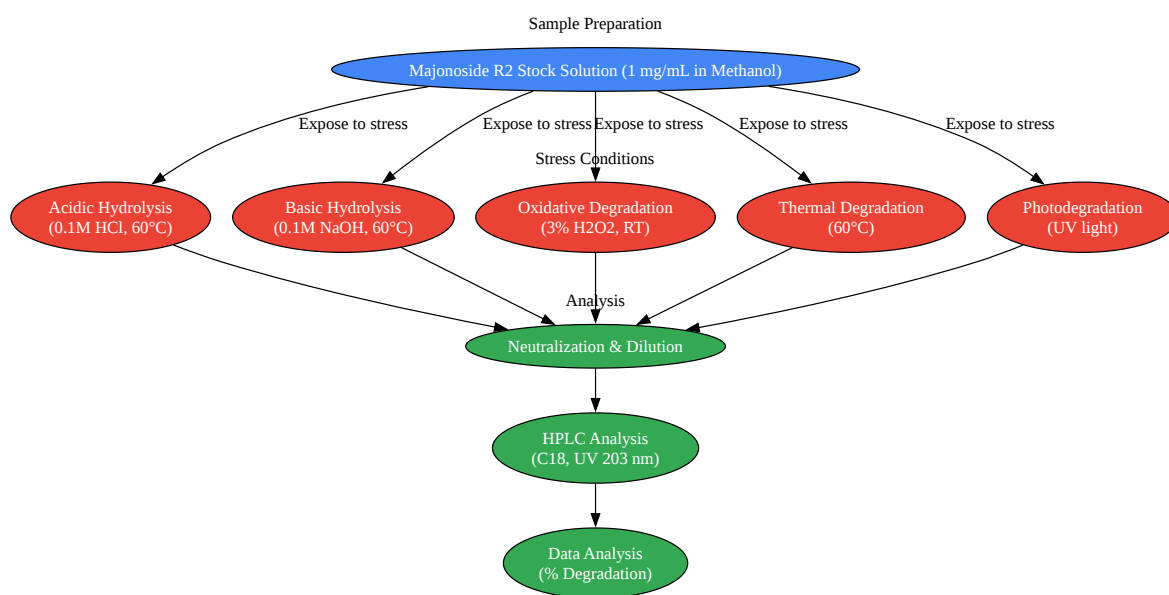 Sample Preparation
Majonoside R2 Stock Solution (1 mg/mL in Methanol)
Expose to stress
Expose to stress
Expose to stress
Expose to stress
Expose to stress
Stress Conditions
Acidic Hydrolysis
(0.1M HCl, 60°C)
Basic Hydrolysis
(0.1M NaOH, 60°C)
Oxidative Degradation
(3% H2O2, RT)
Thermal Degradation
(60°C)
Photodegradation
(UV light)
Analysis
Neutralization & Dilution
HPLC Analysis
(C18, UV 203 nm)
Data Analysis
(% Degradation)